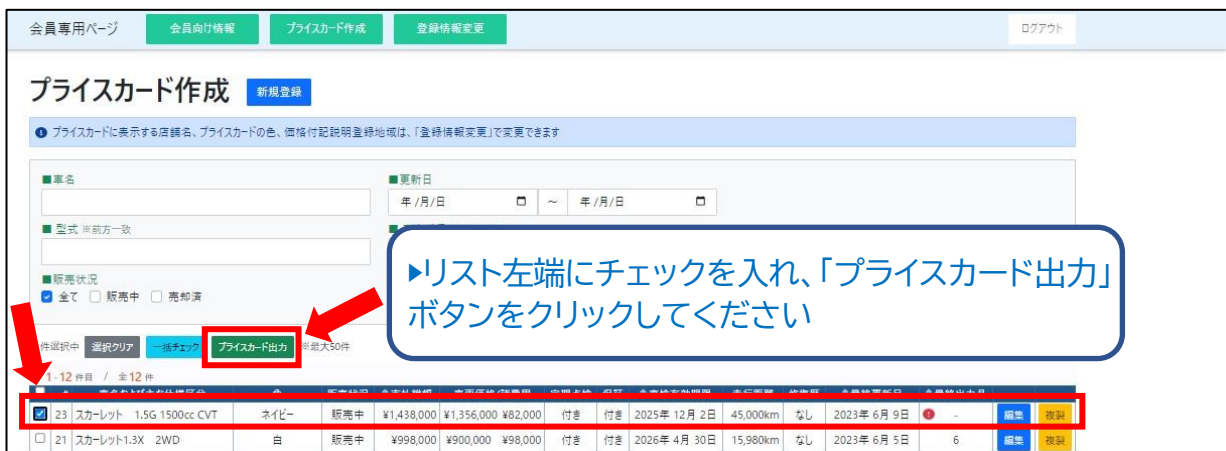 会員専用ページ 会員向け情報 プライスカード作成 登録情報変更 ログアウト
プライスカード作成 新規登録
プライスカードに表示する店舗名、プライスカードの色、価格付記説明登録地域は、「登録情報変更」で変更できます
■車名 ■更新日
年 /月/日 ～ 年 /月/日
■ 型式 ※前方一致
■販売状況
全て 販売中 売却済
▶リスト左端にチェックを入れ、「プライスカード出力」
ボタンをクリックしてください
件選択中 選択クリア 一括チェック プライスカード出力 ※最大50件
1-12 件目 / 全12 件
23 スカーレット 1.5G 1500cc CVT ネイビー 販売中 ¥1,438,000 ¥1,356,000 ¥82,000 付き 付き 2025年 12月 2日 45,000km なし 2023年 6月 9日 - 編集 複製
21 スカーレット1.3X 2WD 白 販売中 ¥998,000 ¥900,000 ¥98,000 付き 付き 2026年 4月 30日 15,980km なし 2023年 6月 5日 6 編集 複製